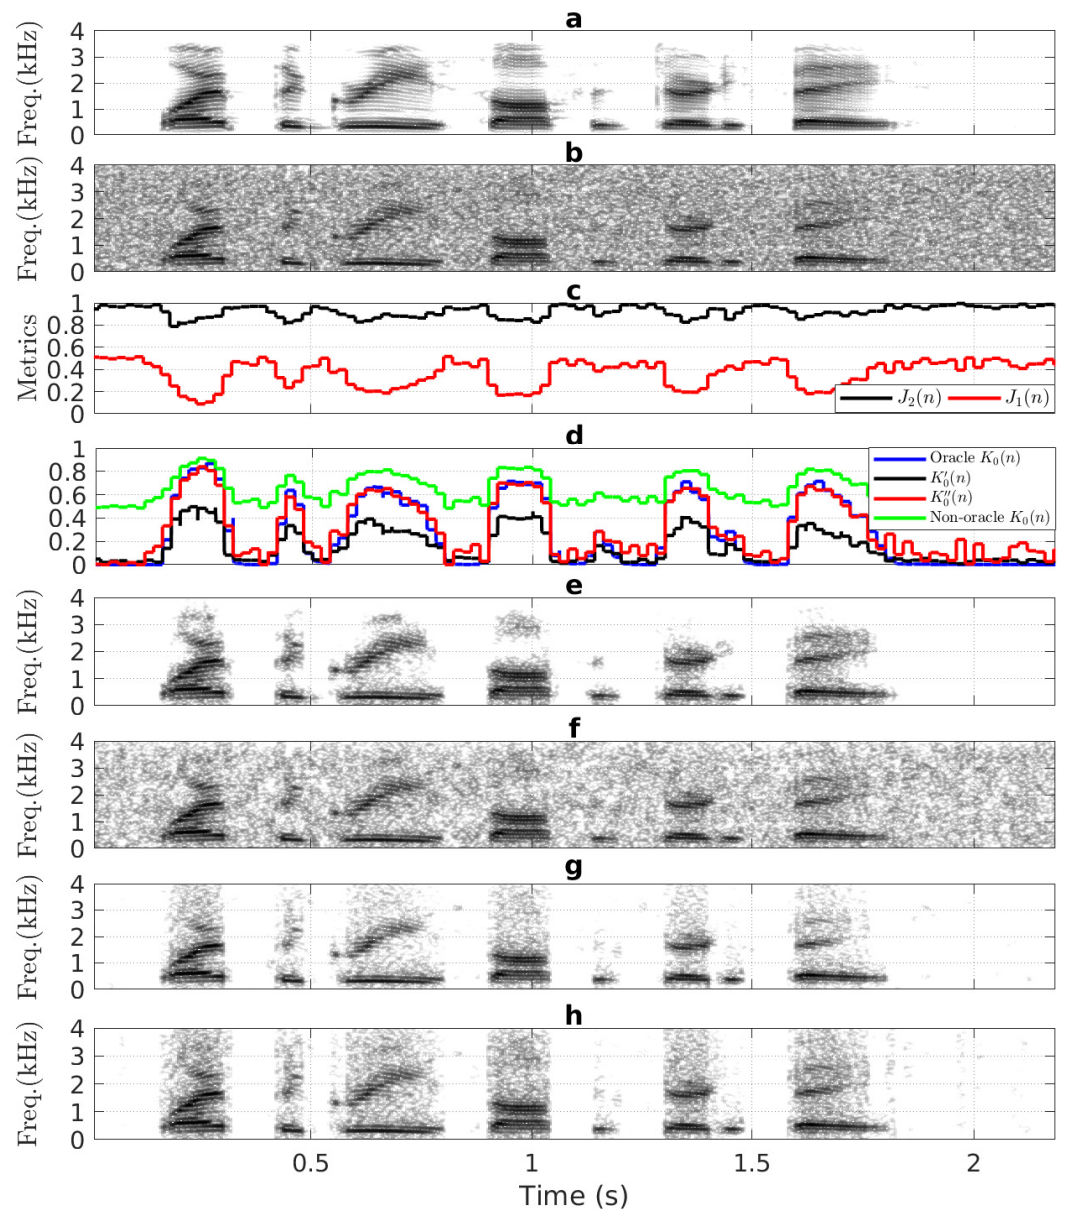 a
Freq.(kHz)
4
3
2
1
0
b
Freq.(kHz)
4
3
2
1
0
c
Metrics
1
0.8
0.6
0.4
0.2
0
J₂(n)
J₁(n)
d
1
0.8
0.6
0.4
0.2
0
Oracle K₀(n)
K₀′(n)
K₀″(n)
Non-oracle K₀(n)
e
Freq.(kHz)
4
3
2
1
0
f
Freq.(kHz)
4
3
2
1
0
g
Freq.(kHz)
4
3
2
1
0
h
Freq.(kHz)
4
3
2
1
0
0.5 1 1.5 2
Time (s)